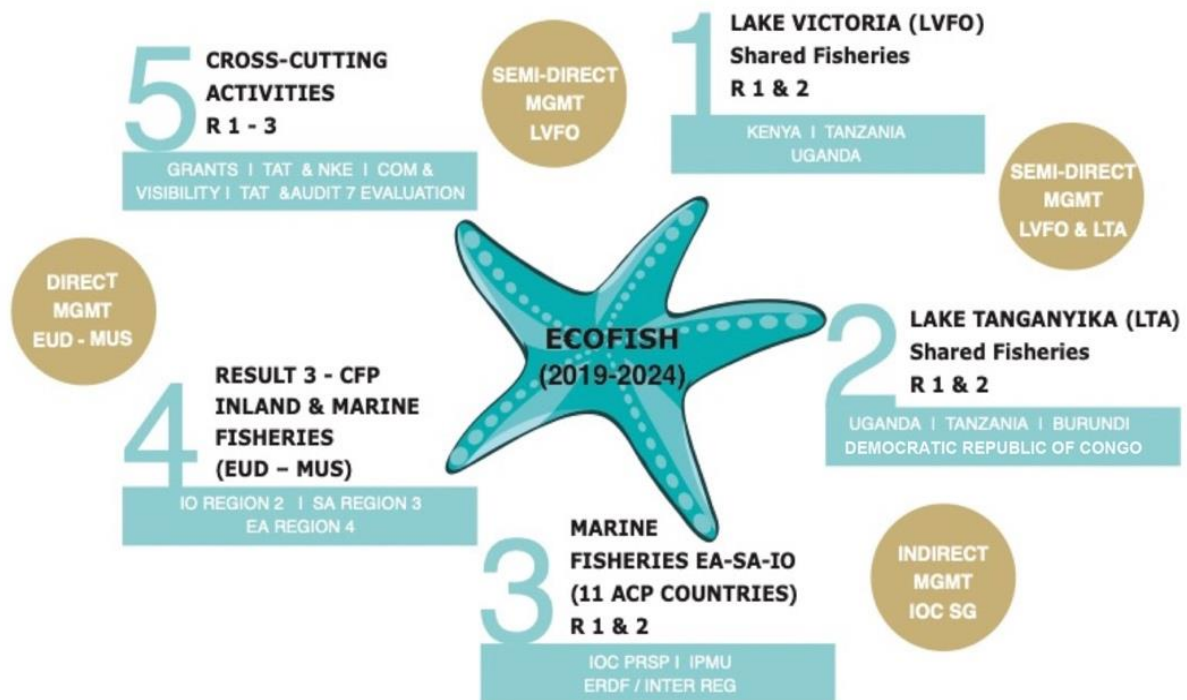 5
CROSS-CUTTING
ACTIVITIES
R 1 - 3
GRANTS I TAT & NKE I COM &
VISIBILITY I TAT &AUDIT 7 EVALUATION
SEMI-DIRECT
MGMT
LVFO
1
LAKE VICTORIA (LVFO)
Shared Fisheries
R 1 & 2
KENYA I TANZANIA
UGANDA
SEMI-DIRECT
MGMT
LVFO & LTA
DIRECT
MGMT
EUD - MUS
ECOFISH
(2019-2024)
2
LAKE TANGANYIKA (LTA)
Shared Fisheries
R 1 & 2
UGANDA I TANZANIA I BURUNDI
DEMOCRATIC REPUBLIC OF CONGO
4
RESULT 3 - CFP
INLAND & MARINE
FISHERIES
(EUD – MUS)
IO REGION 2 I SA REGION 3
EA REGION 4
3
MARINE
FISHERIES EA-SA-IO
(11 ACP COUNTRIES)
R 1 & 2
IOC PRSP I IPMU
ERDF / INTER REG
INDIRECT
MGMT
IOC SG